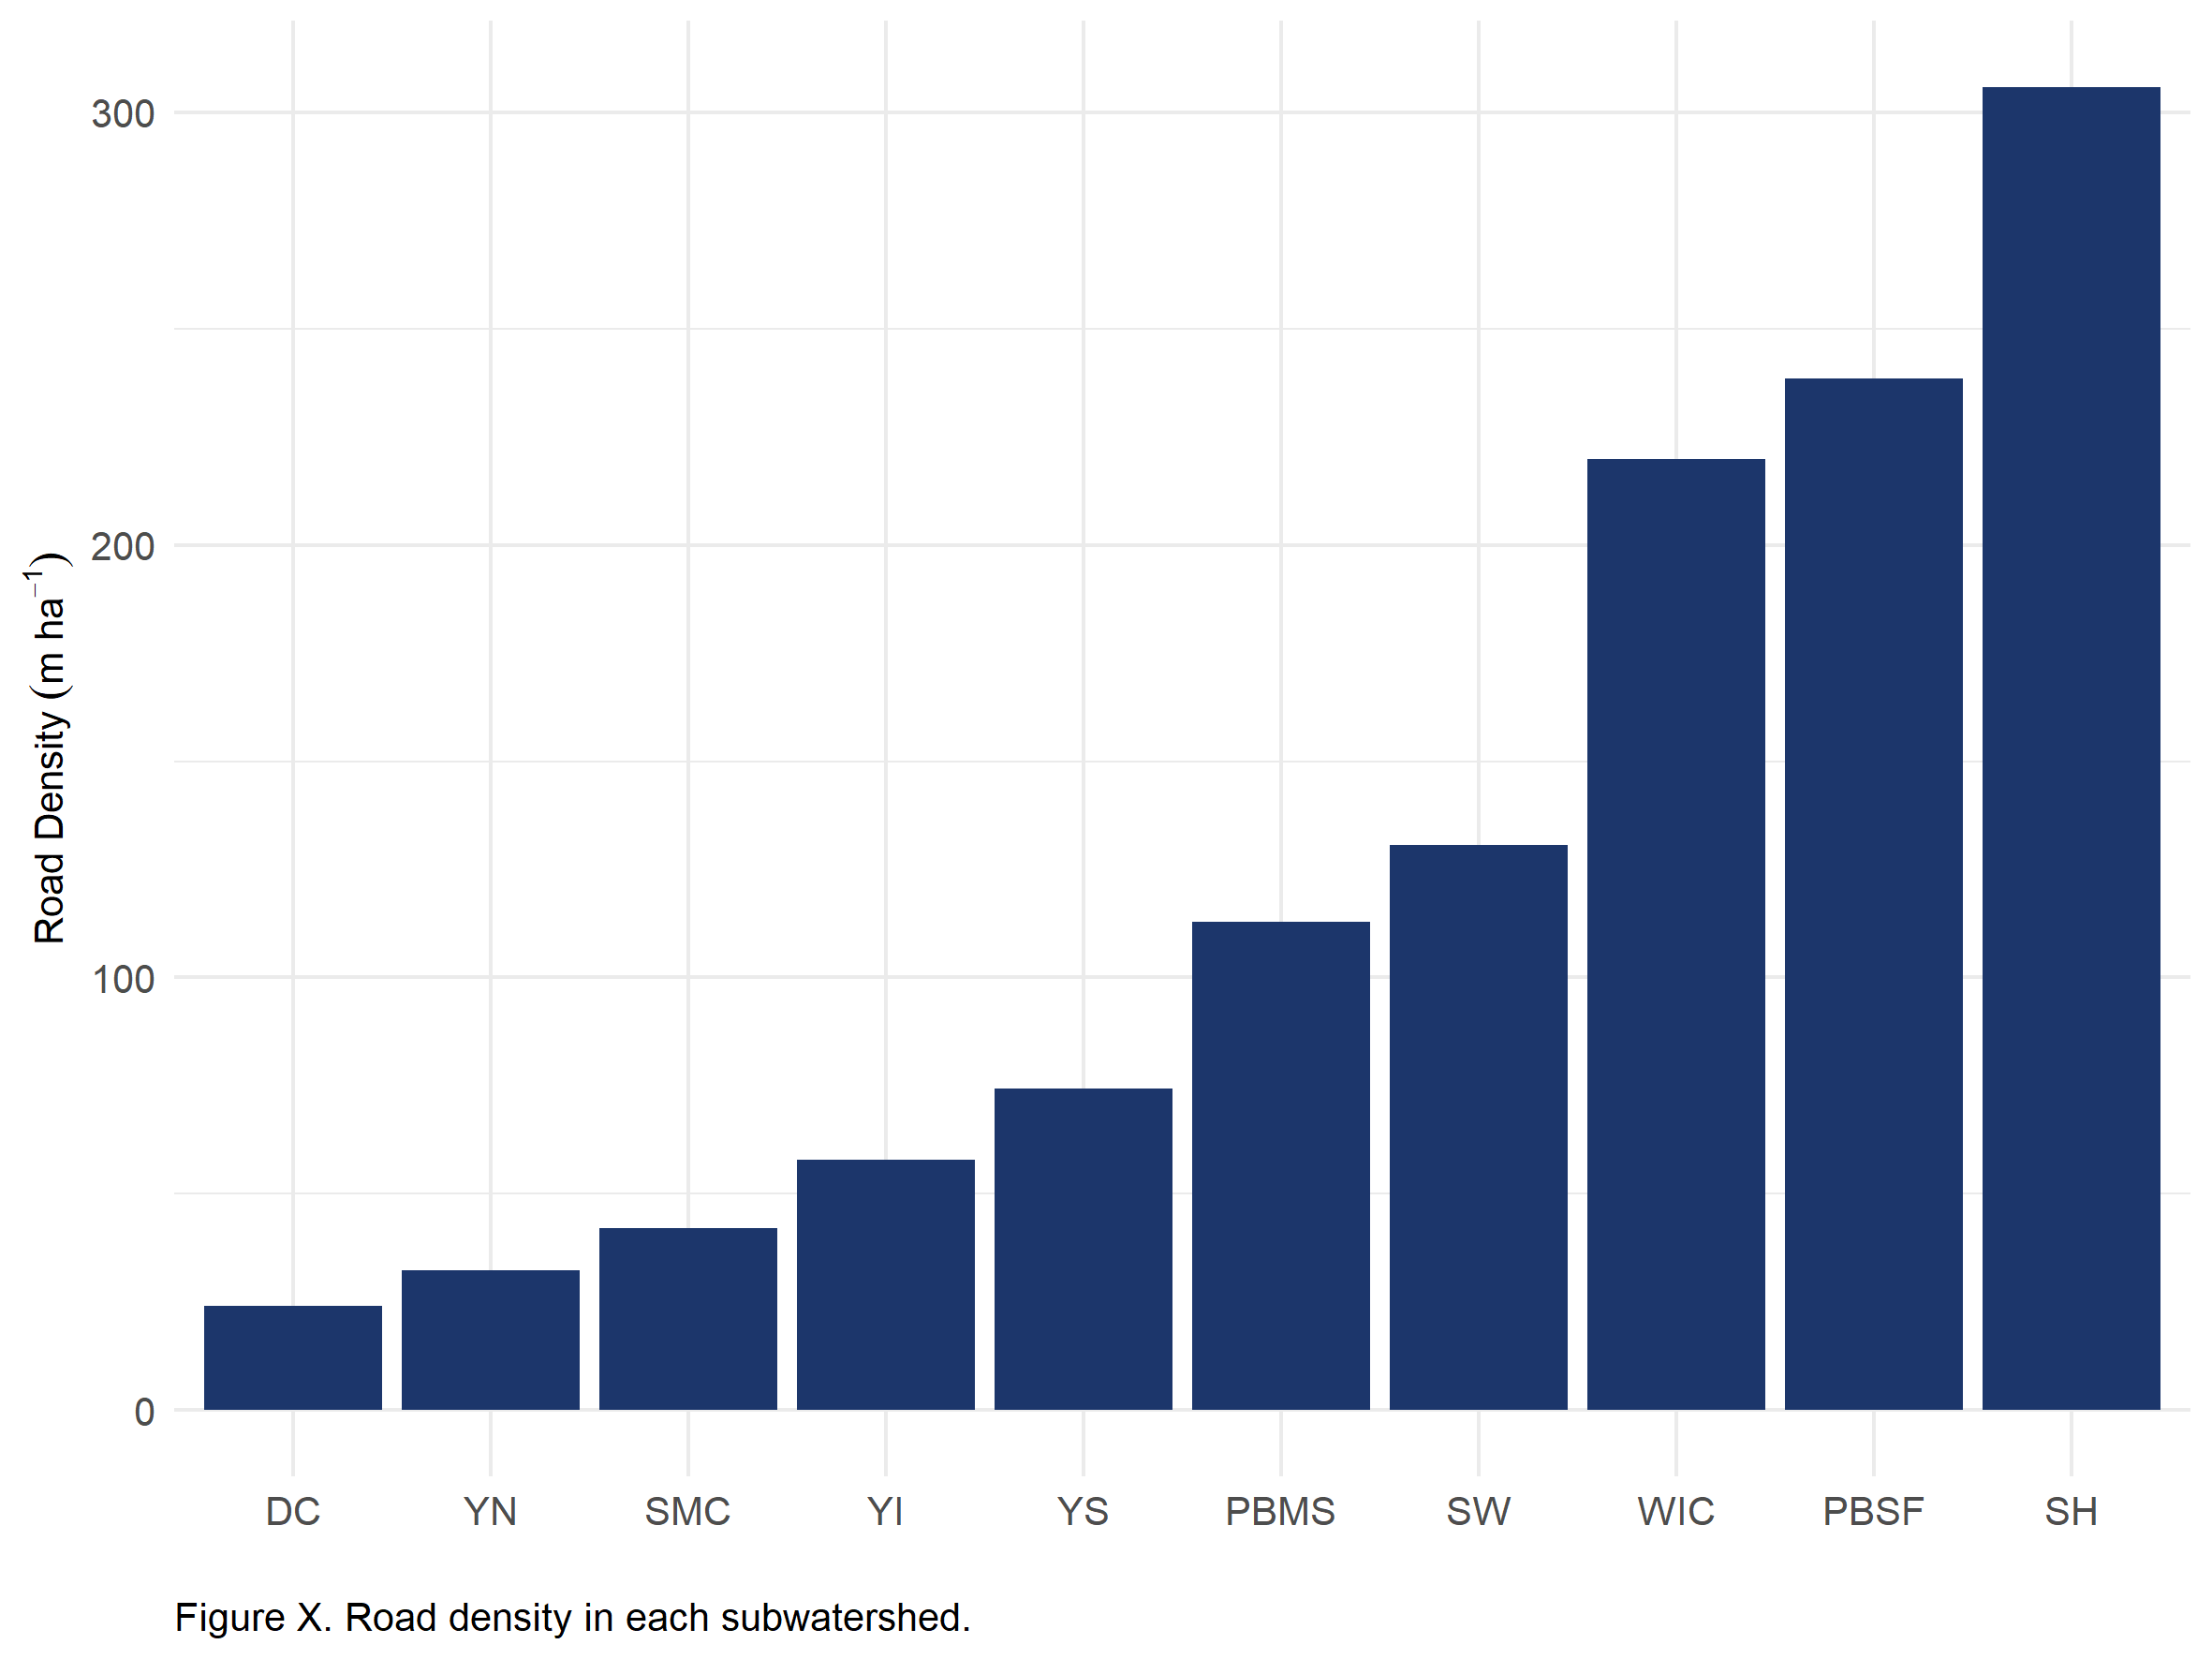 300
200
100
0
Road Density (m ha⁻¹)
DC YN SMC YI YS PBMS SW WIC PBSF SH
Figure X. Road density in each subwatershed.